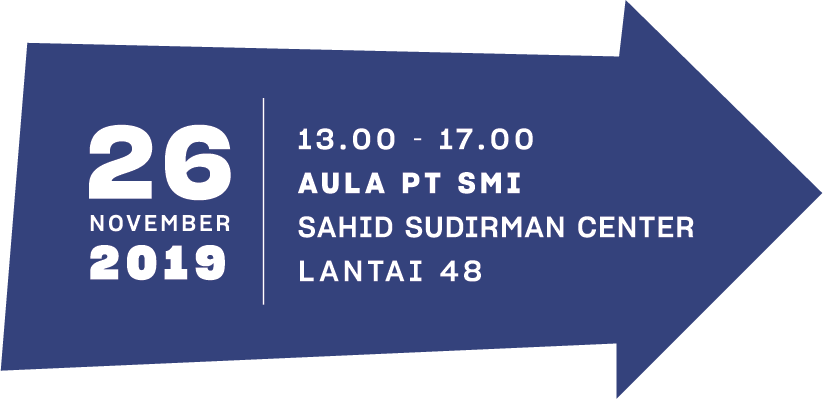 26
NOVEMBER
2019
13.00 - 17.00
AULA PT SMI
SAHID SUDIRMAN CENTER
LANTAI 48